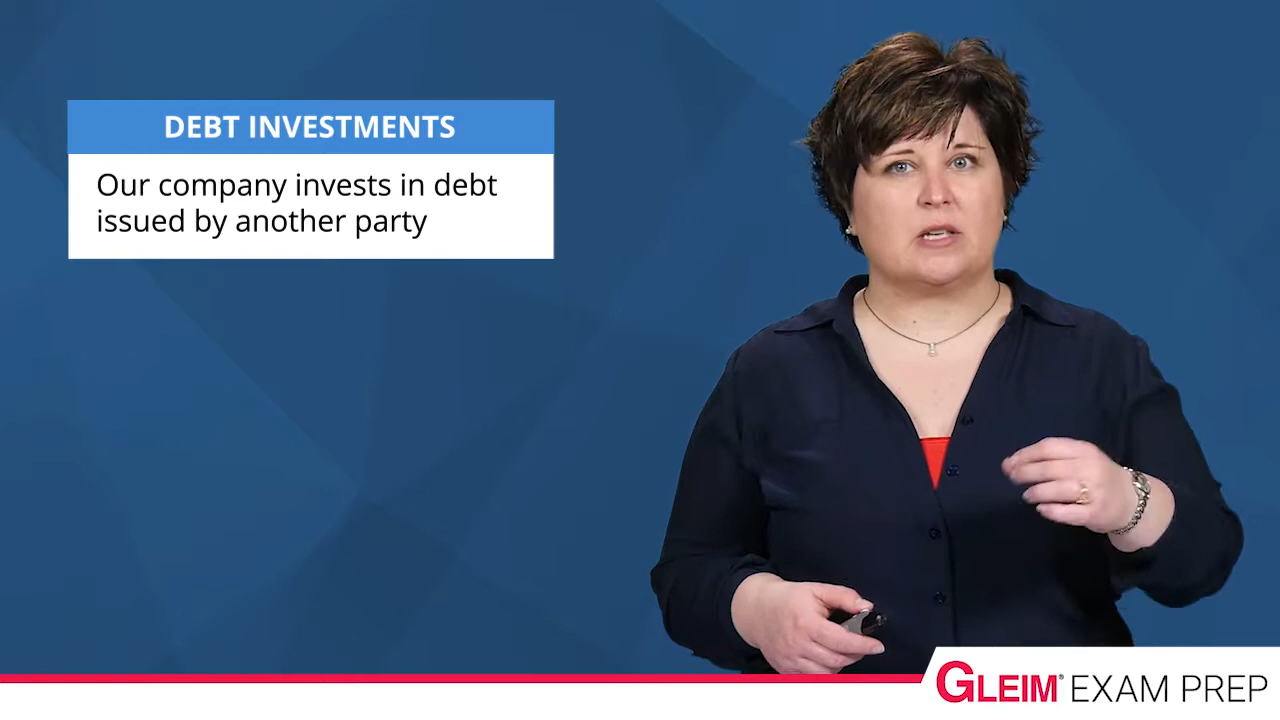 DEBT INVESTMENTS
Our company invests in debt
issued by another party
GLEIM® EXAM PREP